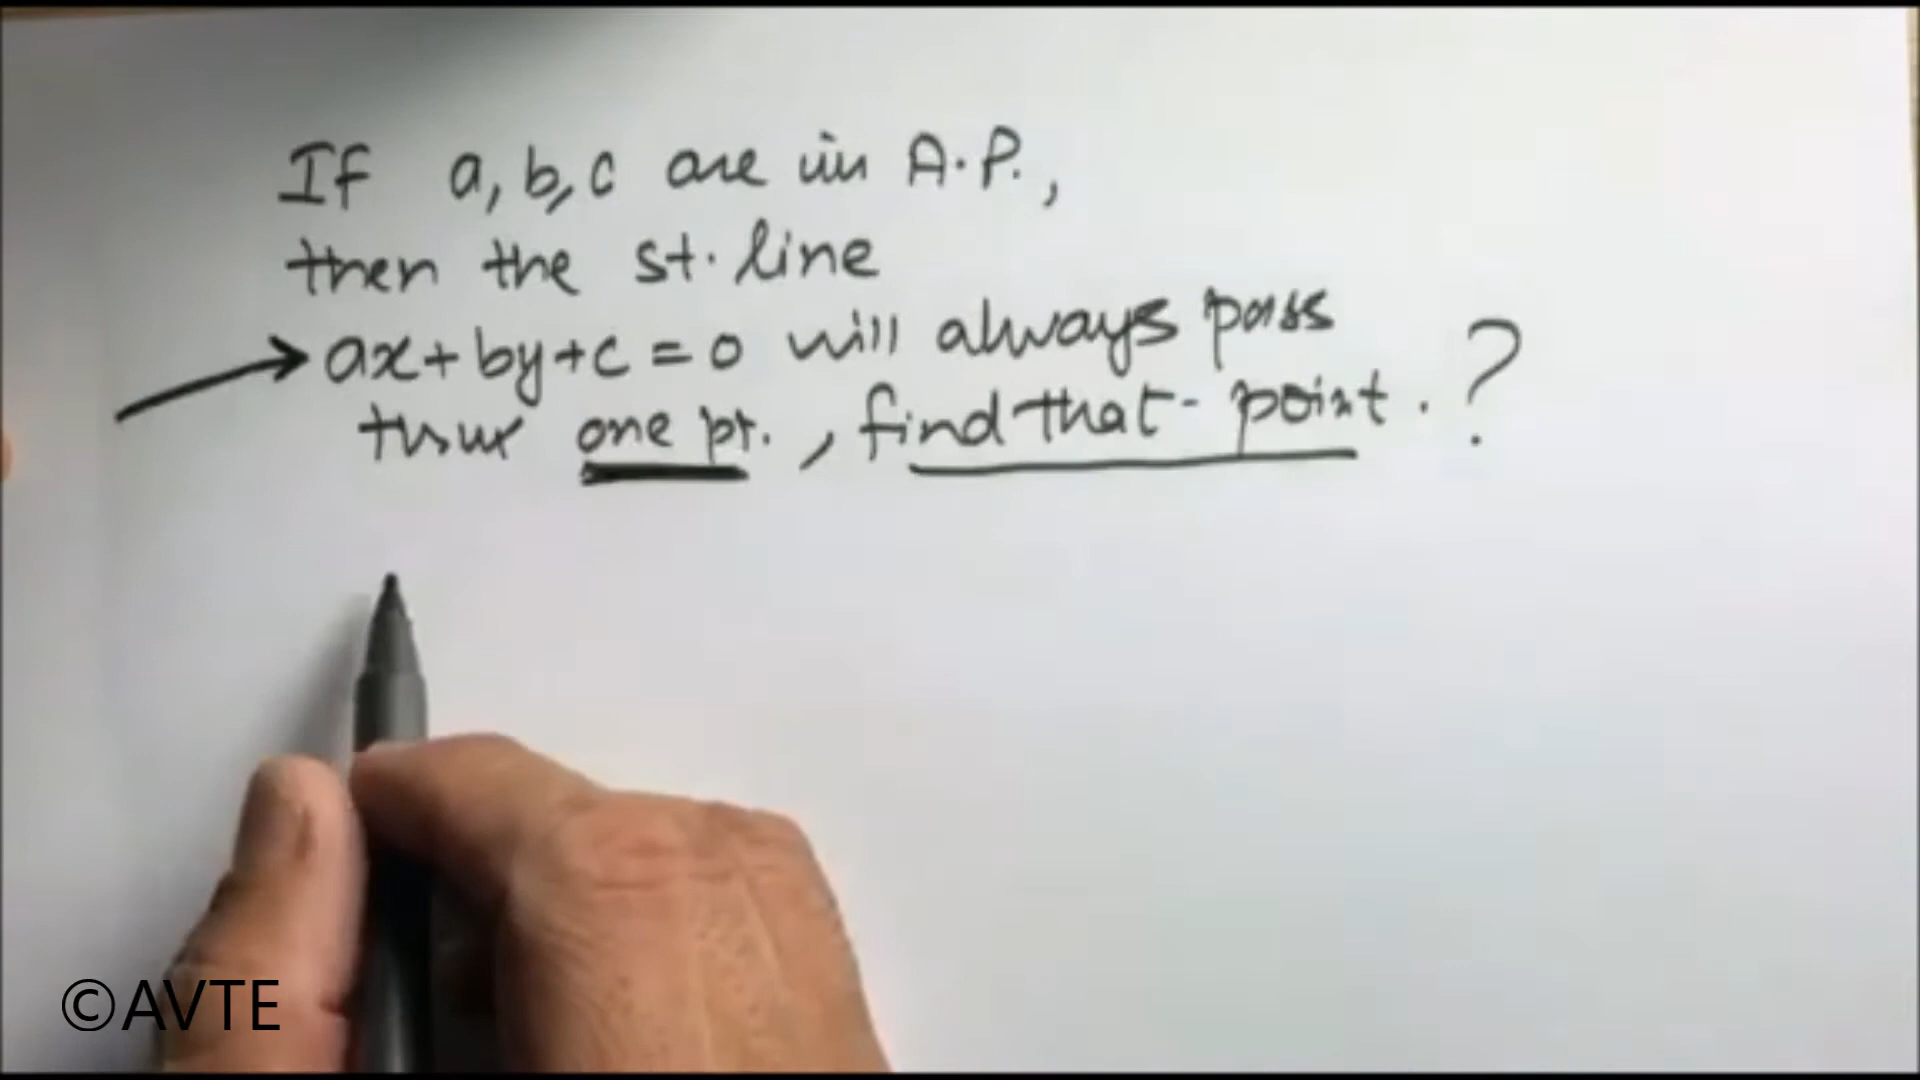 If a, b, c are in A.P.,
then the st. line
ax + by + c = 0 will always pass
thru one pt., find that point. ?
©AVTE